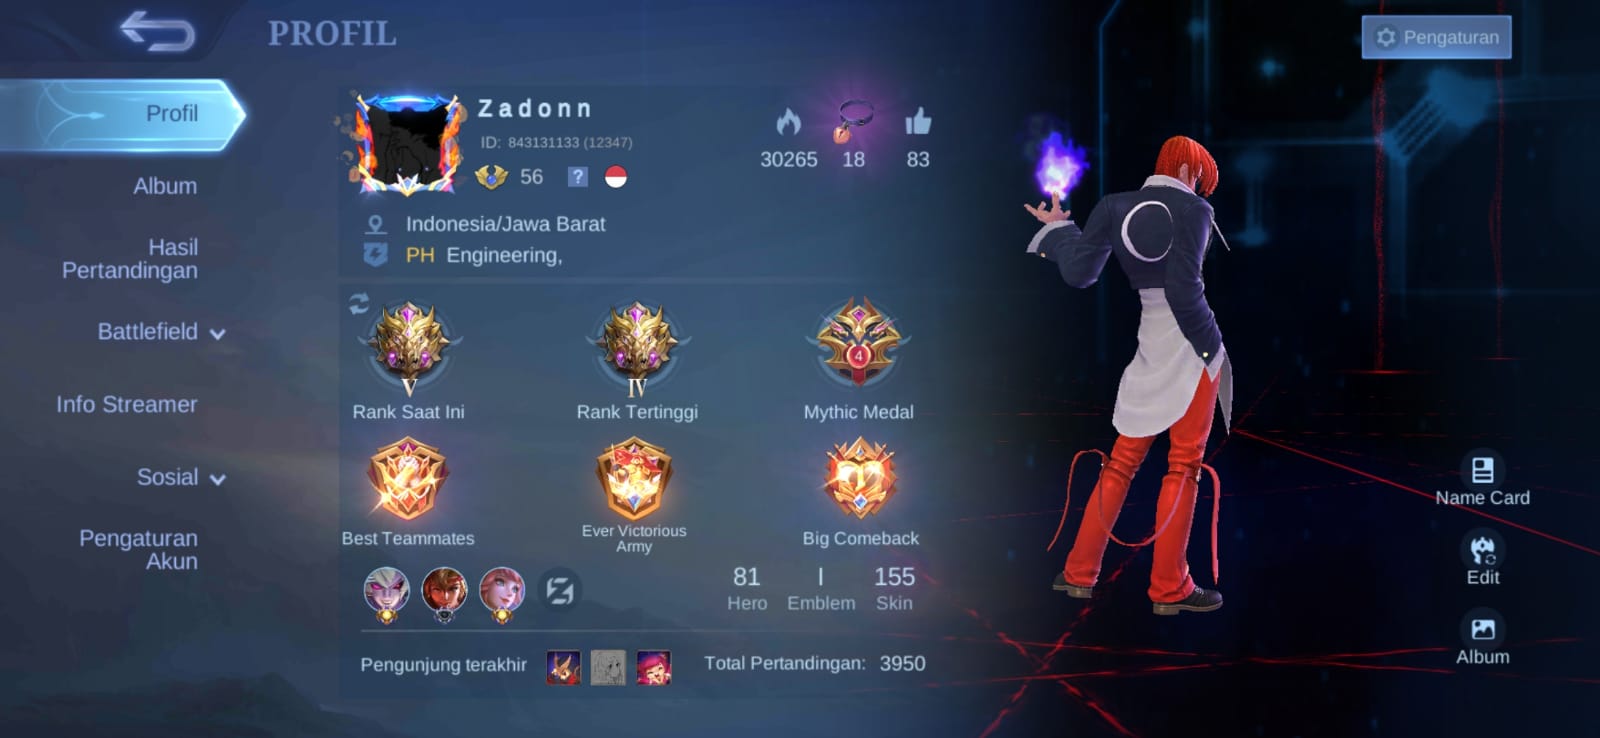 PROFIL
Pengaturan
Profil
Album
Hasil
Pertandingan
Battlefield
Info Streamer
Sosial
Pengaturan
Akun
Zadonn
ID: 843131133 (12347)
56
?
30265
18
83
Indonesia/Jawa Barat
PH Engineering,
V
Rank Saat Ini
IV
Rank Tertinggi
4
Mythic Medal
Best Teammates
Ever Victorious
Army
Big Comeback
81
Hero
I
Emblem
155
Skin
Pengunjung terakhir
Total Pertandingan: 3950
Name Card
Edit
Album